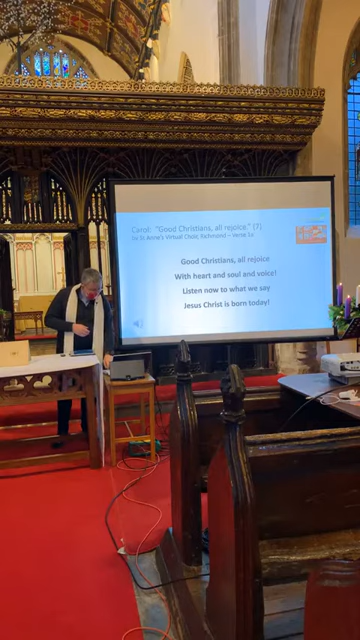 Carol: "Good Christians, all rejoice," (7)
by St Anne's Virtual Choir, Richmond – Verse 1a
Good Christians, all rejoice
With heart and soul and voice!
Listen now to what we say
Jesus Christ is born today!